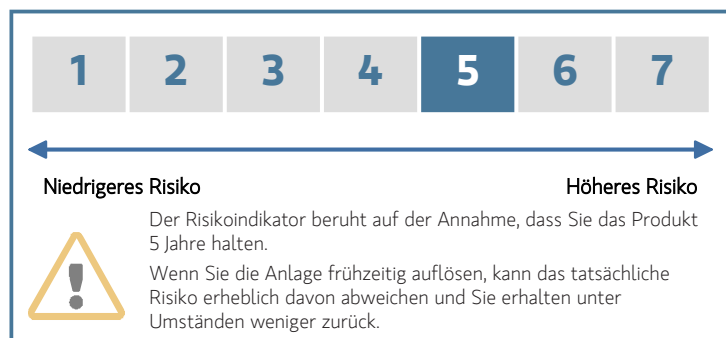 1 2 3 4 5 6 7
Niedrigeres Risiko Höheres Risiko
Der Risikoindikator beruht auf der Annahme, dass Sie das Produkt
5 Jahre halten.
Wenn Sie die Anlage frühzeitig auflösen, kann das tatsächliche
Risiko erheblich davon abweichen und Sie erhalten unter
Umständen weniger zurück.